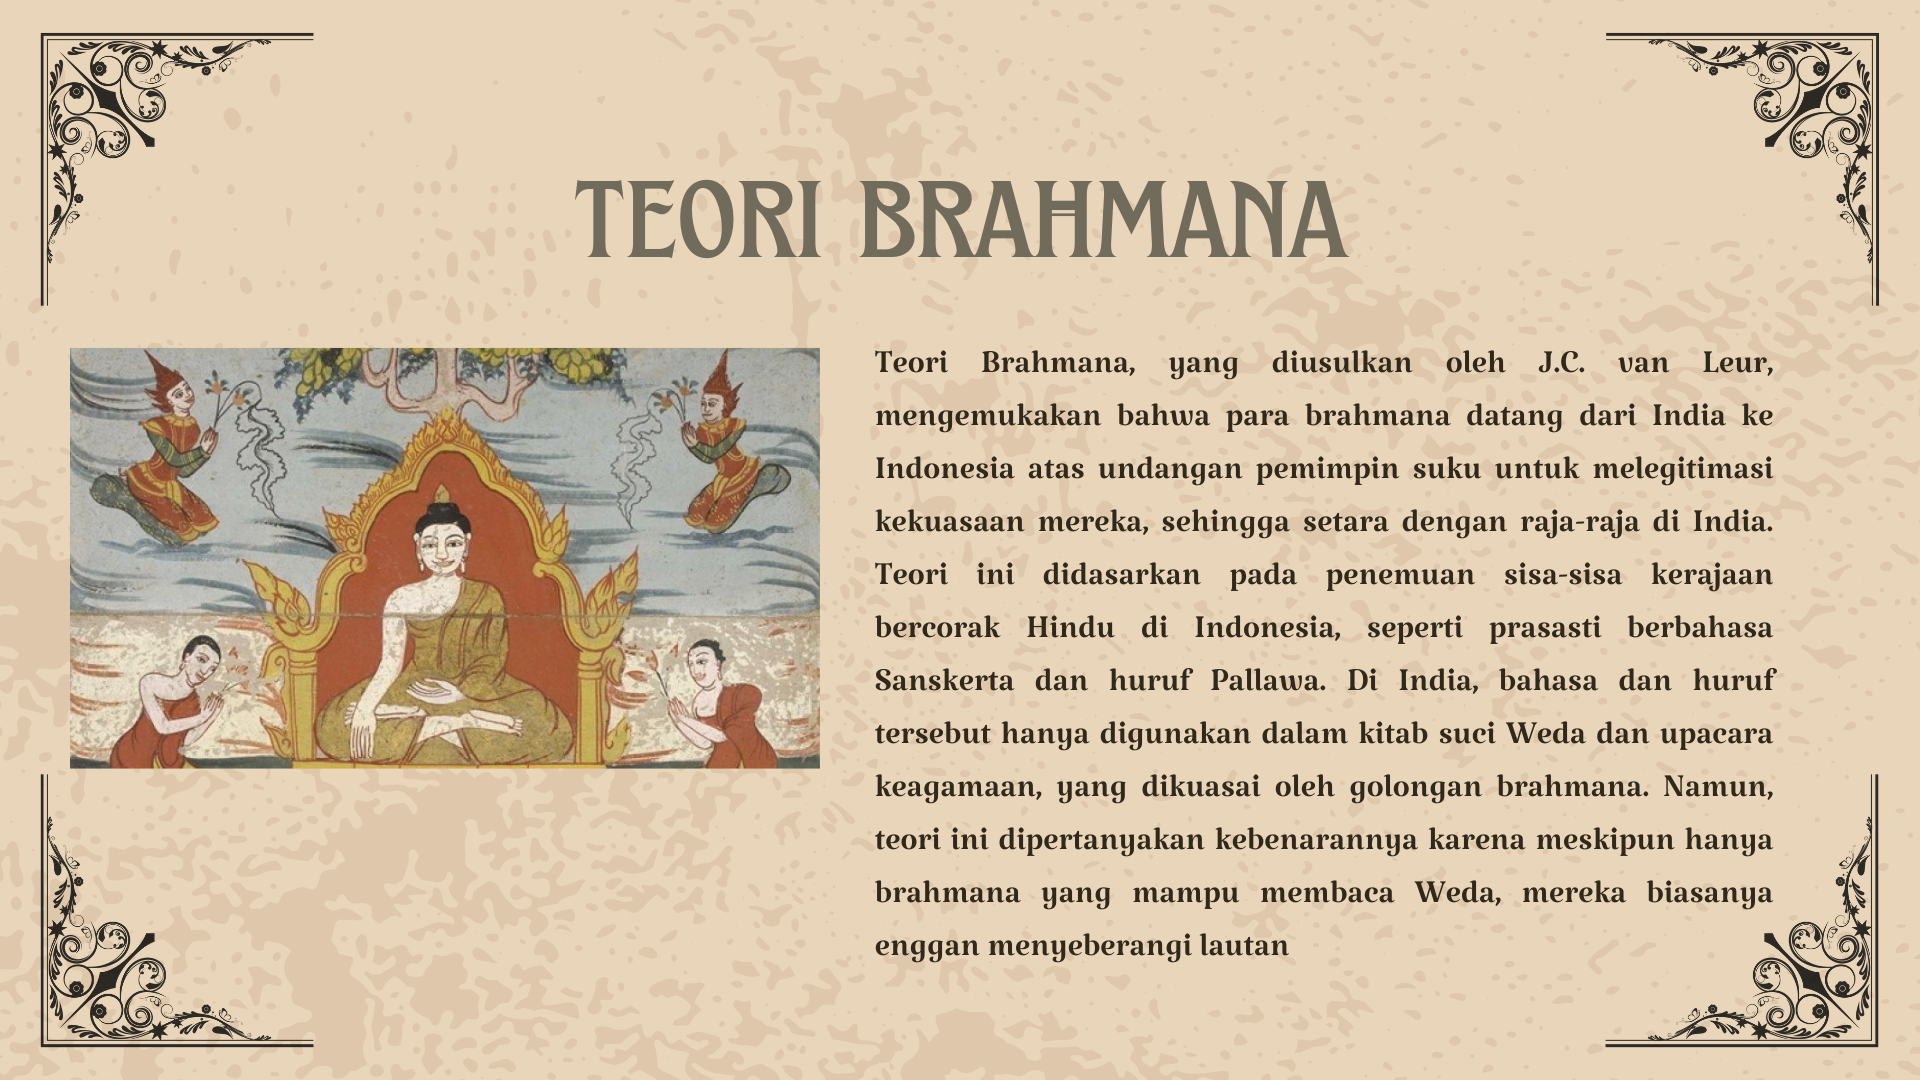 TEORI BRAHMANA
Teori Brahmana, yang diusulkan oleh J.C. van Leur,
mengemukakan bahwa para brahmana datang dari India ke
Indonesia atas undangan pemimpin suku untuk melegitimasi
kekuasaan mereka, sehingga setara dengan raja-raja di India.
Teori ini didasarkan pada penemuan sisa-sisa kerajaan
bercorak Hindu di Indonesia, seperti prasasti berbahasa
Sanskerta dan huruf Pallawa. Di India, bahasa dan huruf
tersebut hanya digunakan dalam kitab suci Weda dan upacara
keagamaan, yang dikuasai oleh golongan brahmana. Namun,
teori ini dipertanyakan kebenarannya karena meskipun hanya
brahmana yang mampu membaca Weda, mereka biasanya
enggan menyeberangi lautan